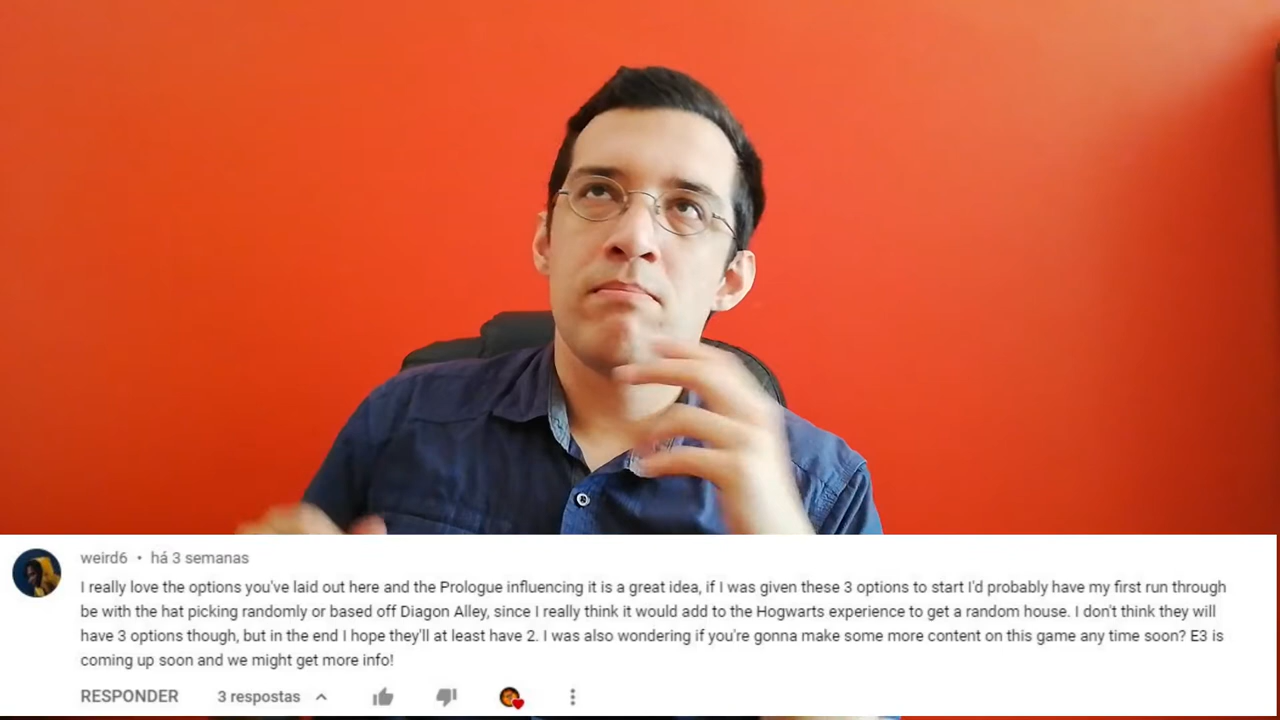 weird6 • há 3 semanas
I really love the options you've laid out here and the Prologue influencing it is a great idea, if I was given these 3 options to start I'd probably have my first run through
be with the hat picking randomly or based off Diagon Alley, since I really think it would add to the Hogwarts experience to get a random house. I don't think they will
have 3 options though, but in the end I hope they'll at least have 2. I was also wondering if you're gonna make some more content on this game any time soon? E3 is
coming up soon and we might get more info!
RESPONDER 3 respostas